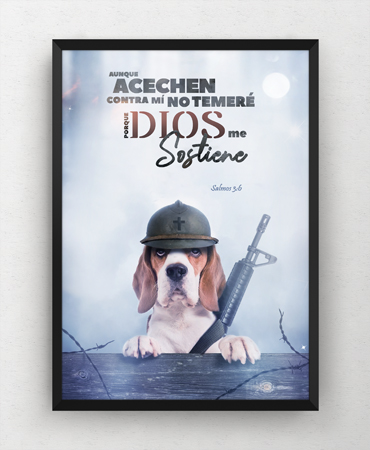 AUNQUE
ACECHEN
CONTRA MÍ NO TEMERÉ
PORQUE DIOS me
Sostiene
Salmos 3:6